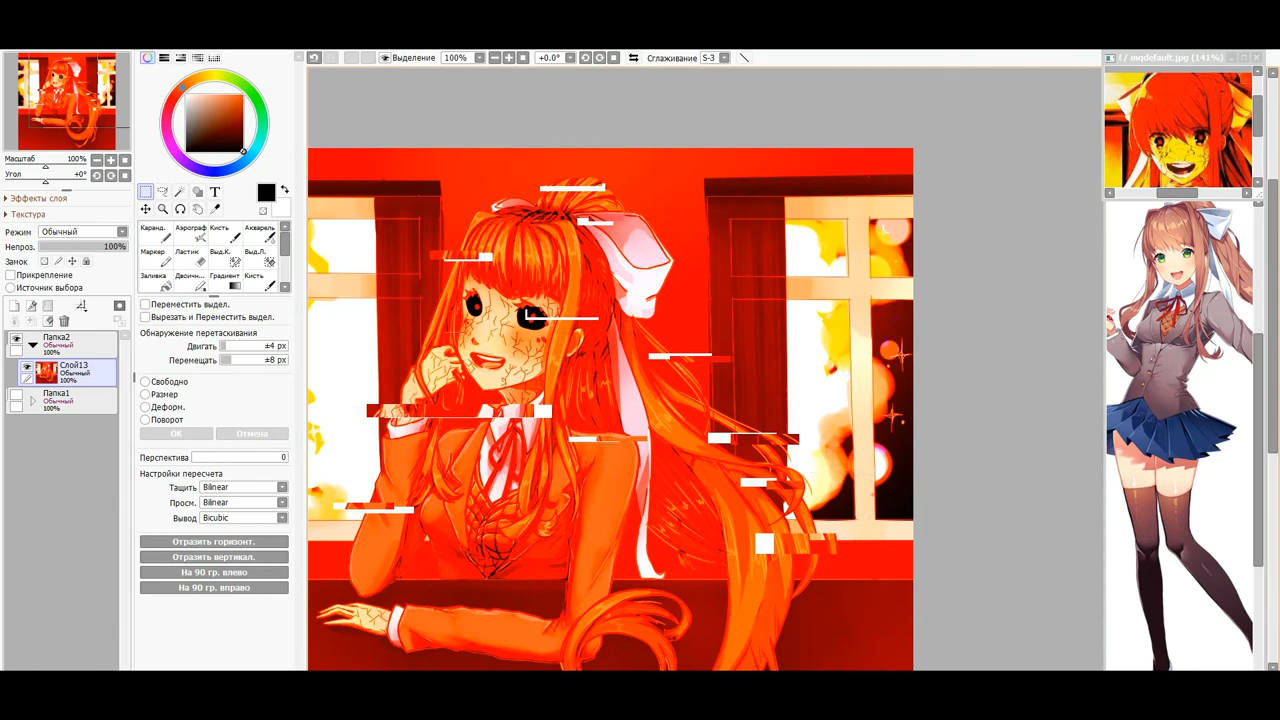 Выделение 100% +0.0° Сглаживание S-3
mqdefault.jpg (141%)
Масштаб 100%
Угол +0°
Эффекты слоя
Текстура
Режим Обычный
Непроз. 100%
Замок
Прикрепление
Источник выбора
Папка2
Обычный
100%
Слой13
Обычный
100%
Папка1
Обычный
100%
T
Каранд. Аэрограф Кисть Акварель
Маркер Ластик Выд.К. Выд.Л.
Заливка Двоичн... Градиент Кисть
Переместить выдел.
Вырезать и Переместить выдел.
Обнаружение перетаскивания
Двигать ±4 px
Перемещать ±8 px
Свободно
Размер
Деформ.
Поворот
OK Отмена
Перспектива 0
Настройки пересчета
Тащить Bilinear
Просм. Bilinear
Вывод Bicubic
Отразить горизонт.
Отразить вертикал.
На 90 гр. влево
На 90 гр. вправо